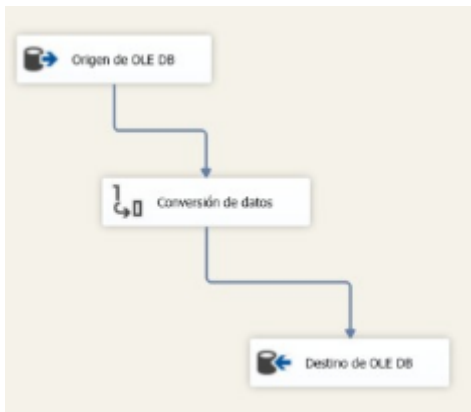 Origen de OLE DB
Conversión de datos
Destino de OLE DB